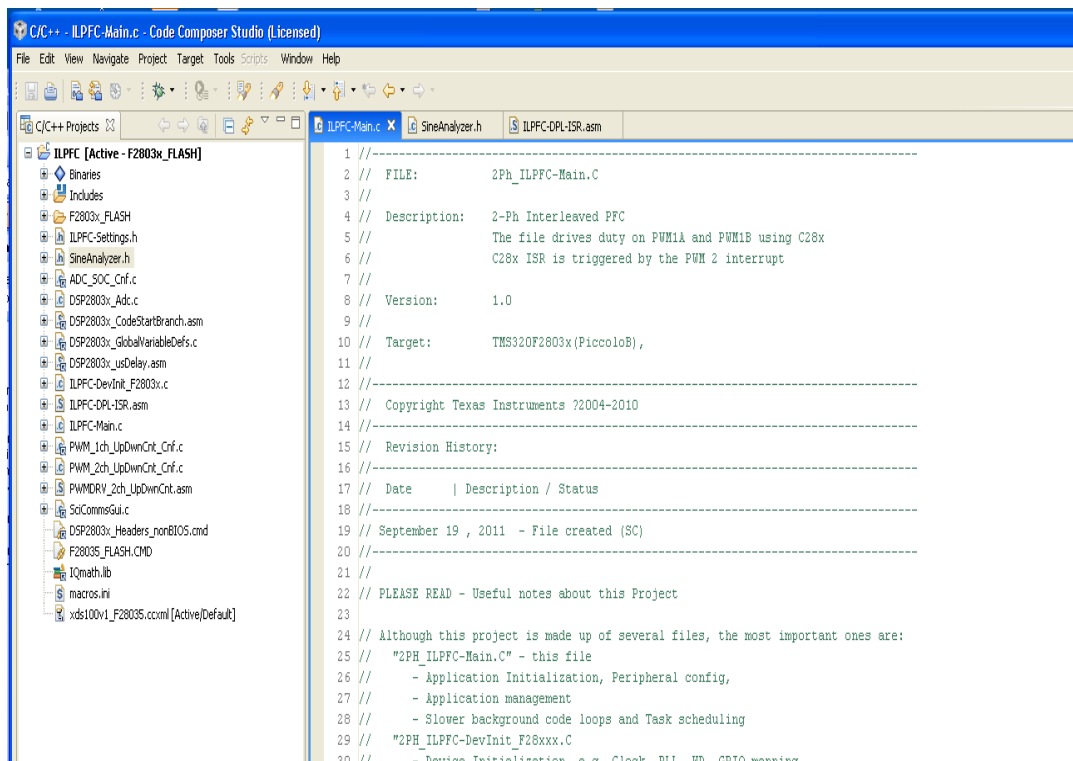 C/C++ - ILPFC-Main.c - Code Composer Studio (Licensed)
File Edit View Navigate Project Target Tools Scripts Window Help
C/C++ Projects
ILPFC-Main.c SineAnalyzer.h ILPFC-DPL-ISR.asm
ILPFC [Active - F2803x_FLASH]
Binaries
Includes
F2803x_FLASH
ILPFC-Settings.h
SineAnalyzer.h
ADC_SOC_Cnf.c
DSP2803x_Adc.c
DSP2803x_CodeStartBranch.asm
DSP2803x_GlobalVariableDefs.c
DSP2803x_usDelay.asm
ILPFC-DevInit_F2803x.c
ILPFC-DPL-ISR.asm
ILPFC-Main.c
PWM_1ch_UpDwnCnt_Cnf.c
PWM_2ch_UpDwnCnt_Cnf.c
PWMDRV_2ch_UpDwnCnt.asm
SciCommsGui.c
DSP2803x_Headers_nonBIOS.cmd
F28035_FLASH.CMD
IQmath.lib
macros.ini
xds100v1_F28035.ccxml [Active/Default]
1 //----------------------------------------------------------------------------------
2 // FILE: 2Ph_ILPFC-Main.C
3 //
4 // Description: 2-Ph Interleaved PFC
5 // The file drives duty on PWM1A and PWM1B using C28x
6 // C28x ISR is triggered by the PWM 2 interrupt
7 //
8 // Version: 1.0
9 //
10 // Target: TMS320F2803x(PiccoloB),
11 //
12 //----------------------------------------------------------------------------------
13 // Copyright Texas Instruments ?2004-2010
14 //----------------------------------------------------------------------------------
15 // Revision History:
16 //----------------------------------------------------------------------------------
17 // Date | Description / Status
18 //----------------------------------------------------------------------------------
19 // September 19 , 2011 - File created (SC)
20 //----------------------------------------------------------------------------------
21 //
22 // PLEASE READ - Useful notes about this Project
23
24 // Although this project is made up of several files, the most important ones are:
25 // "2PH_ILPFC-Main.C" - this file
26 // - Application Initialization, Peripheral config,
27 // - Application management
28 // - Slower background code loops and Task scheduling
29 // "2PH_ILPFC-DevInit_F28xxx.C
30 // - Device Initialization, e.g. Clock, PLL, WD, GPIO mapping